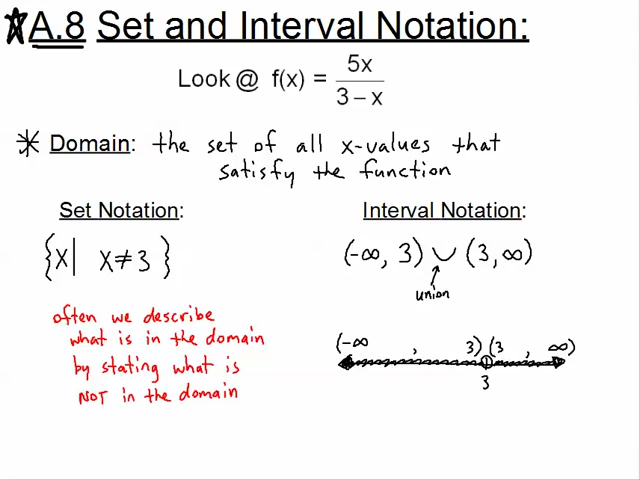 A.8 Set and Interval Notation:
Look @ f(x) = 5x / 3 – x
Domain: the set of all x-values that
satisfy the function
Set Notation:
{x| x≠3}
often we describe
what is in the domain
by stating what is
NOT in the domain
Interval Notation:
(-∞, 3) ∪ (3, ∞)
union
(-∞ , 3) (3 , ∞)
3